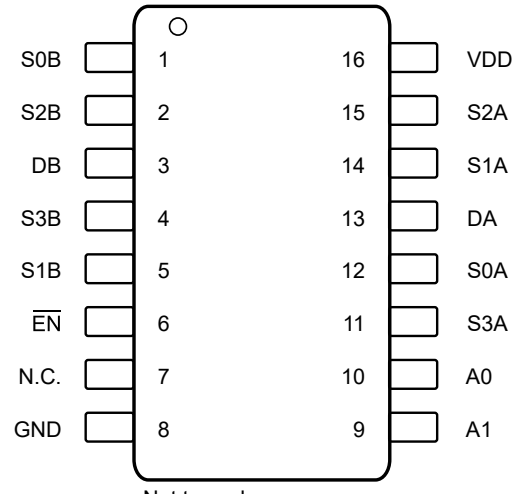 S0B 1 16 VDD
S2B 2 15 S2A
DB 3 14 S1A
S3B 4 13 DA
S1B 5 12 S0A
EN 6 11 S3A
N.C. 7 10 A0
GND 8 9 A1